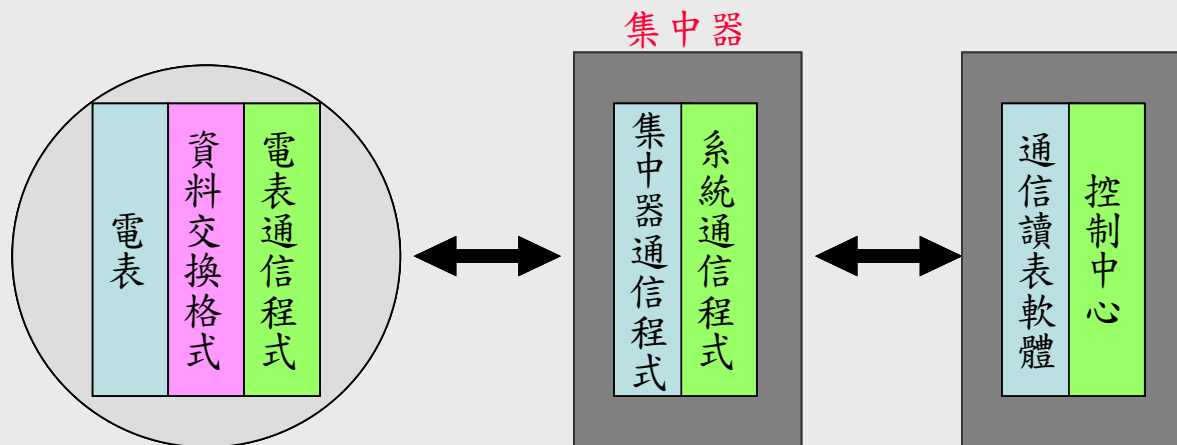 集中器
電表
資料交換格式
電表通信程式
集中器通信程式
系統通信程式
通信讀表軟體
控制中心